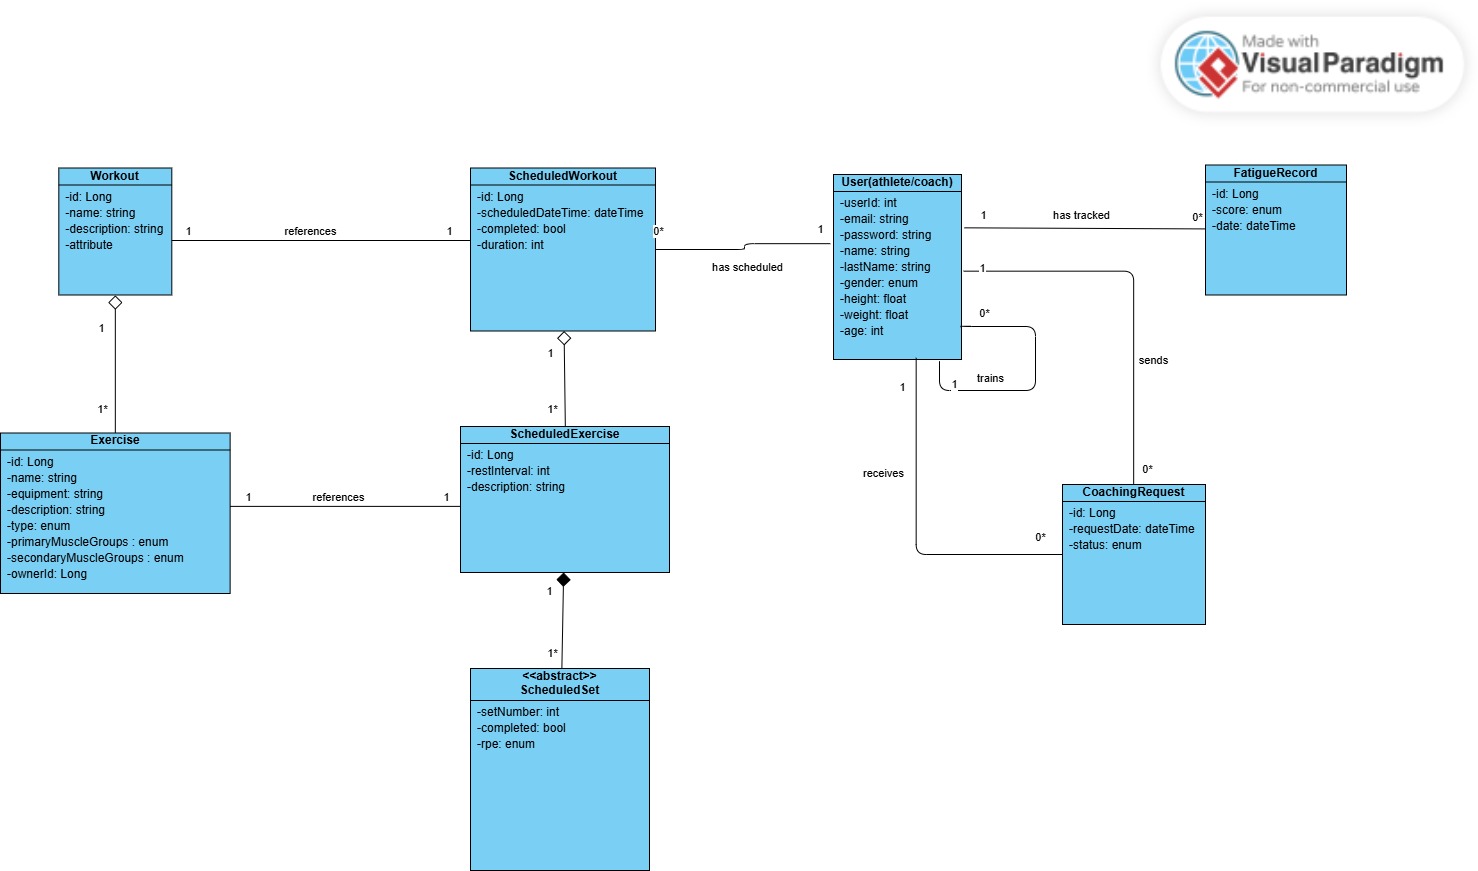 Made with
Visual Paradigm
For non-commercial use
Workout
-id: Long
-name: string
-description: string
-attribute
1
references
1
ScheduledWorkout
-id: Long
-scheduledDateTime: dateTime
-completed: bool
-duration: int
0*
has scheduled
1
User(athlete/coach)
-userId: int
-email: string
-password: string
-name: string
-lastName: string
-gender: enum
-height: float
-weight: float
-age: int
1
has tracked
0*
FatigueRecord
-id: Long
-score: enum
-date: dateTime
1
sends
0*
0*
trains
1
1
receives
0*
CoachingRequest
-id: Long
-requestDate: dateTime
-status: enum
1
1*
1
1*
Exercise
-id: Long
-name: string
-equipment: string
-description: string
-type: enum
-primaryMuscleGroups : enum
-secondaryMuscleGroups : enum
-ownerId: Long
1
references
1
ScheduledExercise
-id: Long
-restInterval: int
-description: string
1
1*
<<abstract>>
ScheduledSet
-setNumber: int
-completed: bool
-rpe: enum